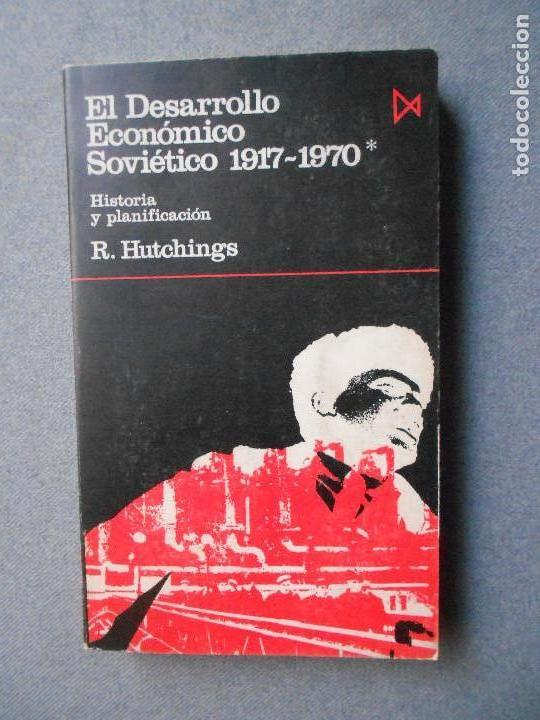 El Desarrollo
Económico
Soviético 1917~1970*
Historia
y planificación
R. Hutchings
todocoleccion